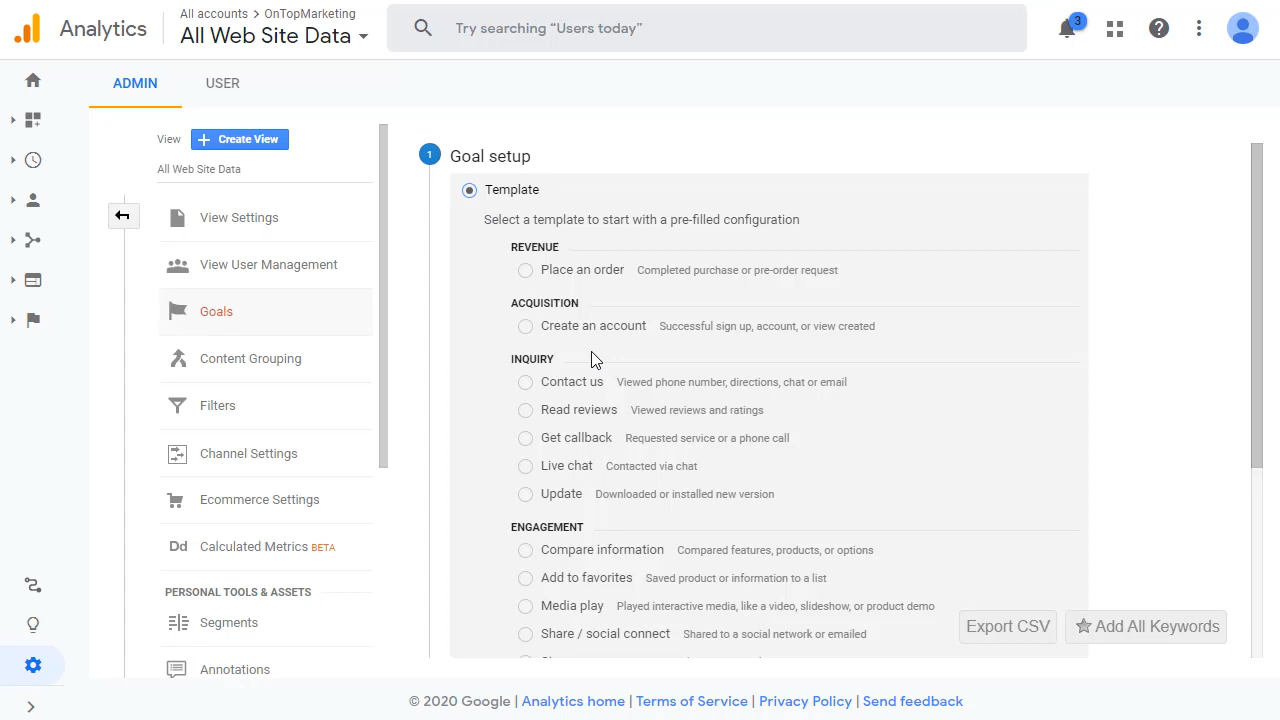 Analytics
All accounts > OnTopMarketing
All Web Site Data
Try searching “Users today”
3
ADMIN
USER
View
Create View
All Web Site Data
View Settings
View User Management
Goals
Content Grouping
Filters
Channel Settings
Ecommerce Settings
Dd Calculated Metrics BETA
PERSONAL TOOLS & ASSETS
Segments
Annotations
1 Goal setup
Template
Select a template to start with a pre-filled configuration
REVENUE
Place an order Completed purchase or pre-order request
ACQUISITION
Create an account Successful sign up, account, or view created
INQUIRY
Contact us Viewed phone number, directions, chat or email
Read reviews Viewed reviews and ratings
Get callback Requested service or a phone call
Live chat Contacted via chat
Update Downloaded or installed new version
ENGAGEMENT
Compare information Compared features, products, or options
Add to favorites Saved product or information to a list
Media play Played interactive media, like a video, slideshow, or product demo
Share / social connect Shared to a social network or emailed
Export CSV
Add All Keywords
© 2020 Google | Analytics home | Terms of Service | Privacy Policy | Send feedback